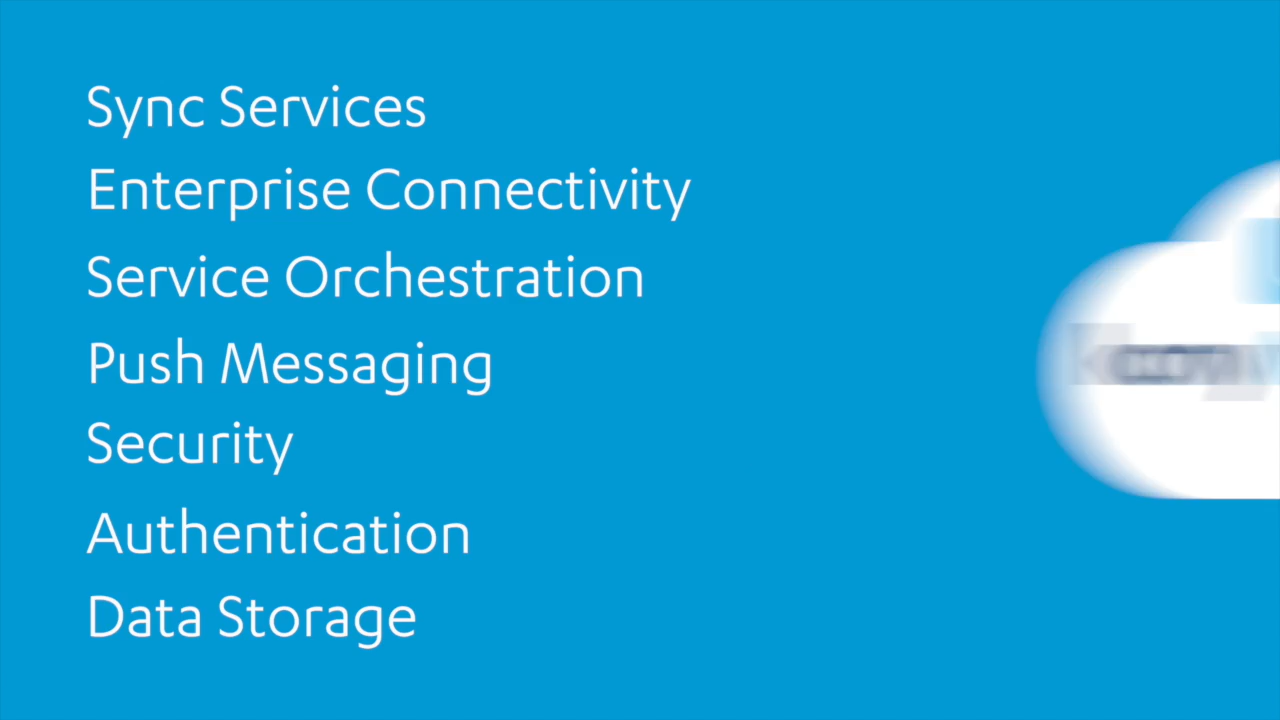 Sync Services
Enterprise Connectivity
Service Orchestration
Push Messaging
Security
Authentication
Data Storage